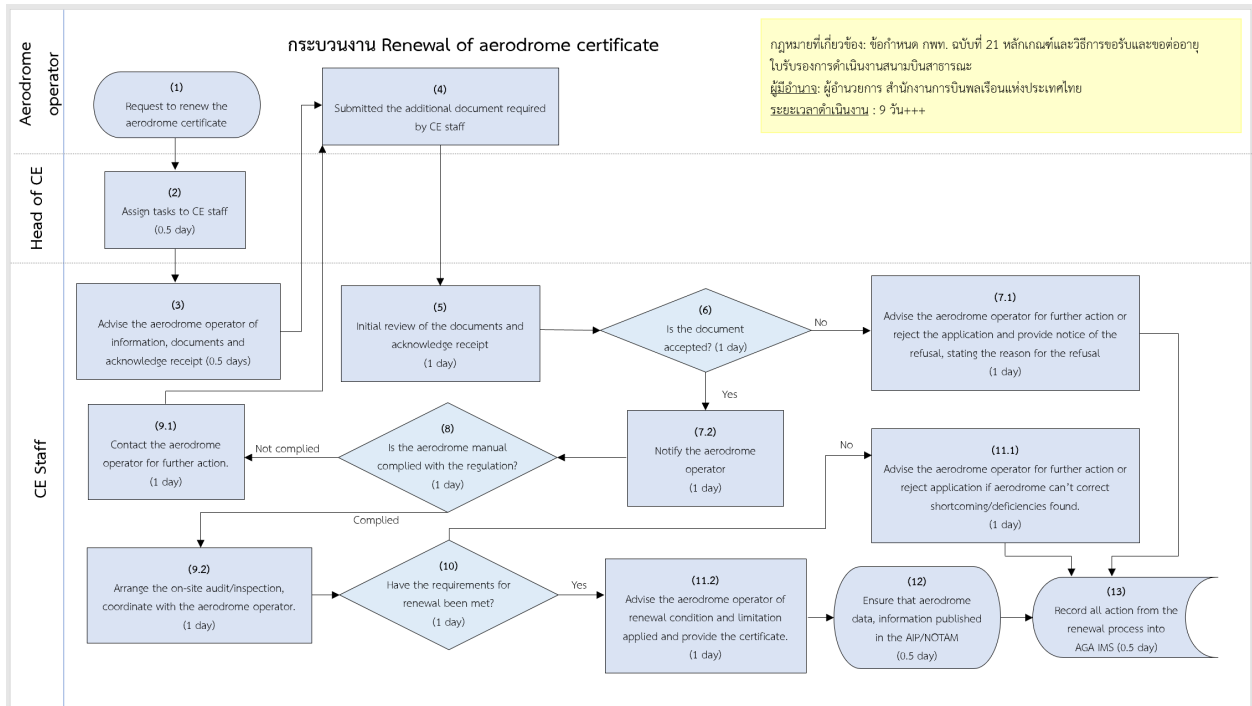 กระบวนงาน Renewal of aerodrome certificate
กฎหมายที่เกี่ยวข้อง: ข้อกำหนด กพท. ฉบับที่ 21 หลักเกณฑ์และวิธีการขอรับและขอต่ออายุ
ใบรับรองการดำเนินงานสนามบินสาธารณะ
ผู้มีอำนาจ: ผู้อำนวยการ สำนักงานการบินพลเรือนแห่งประเทศไทย
ระยะเวลาดำเนินงาน : 9 วัน+++
Aerodrome
operator
(1)
Request to renew the
aerodrome certificate
(4)
Submitted the additional document required
by CE staff
Head of CE
(2)
Assign tasks to CE staff
(0.5 day)
CE Staff
(3)
Advise the aerodrome operator of
information, documents and
acknowledge receipt (0.5 days)
(5)
Initial review of the documents and
acknowledge receipt
(1 day)
(6)
Is the document
accepted? (1 day)
No
Yes
(7.1)
Advise the aerodrome operator for further action or
reject the application and provide notice of the
refusal, stating the reason for the refusal
(1 day)
(7.2)
Notify the aerodrome
operator
(1 day)
(8)
Is the aerodrome manual
complied with the regulation?
(1 day)
Not complied
Complied
(9.1)
Contact the aerodrome
operator for further action.
(1 day)
(9.2)
Arrange the on-site audit/inspection,
coordinate with the aerodrome operator.
(1 day)
(10)
Have the requirements for
renewal been met?
(1 day)
No
Yes
(11.1)
Advise the aerodrome operator for further action or
reject application if aerodrome can't correct
shortcoming/deficiencies found.
(1 day)
(11.2)
Advise the aerodrome operator of
renewal condition and limitation
applied and provide the certificate.
(1 day)
(12)
Ensure that aerodrome
data, information published
in the AIP/NOTAM
(0.5 day)
(13)
Record all action from the
renewal process into
AGA IMS (0.5 day)